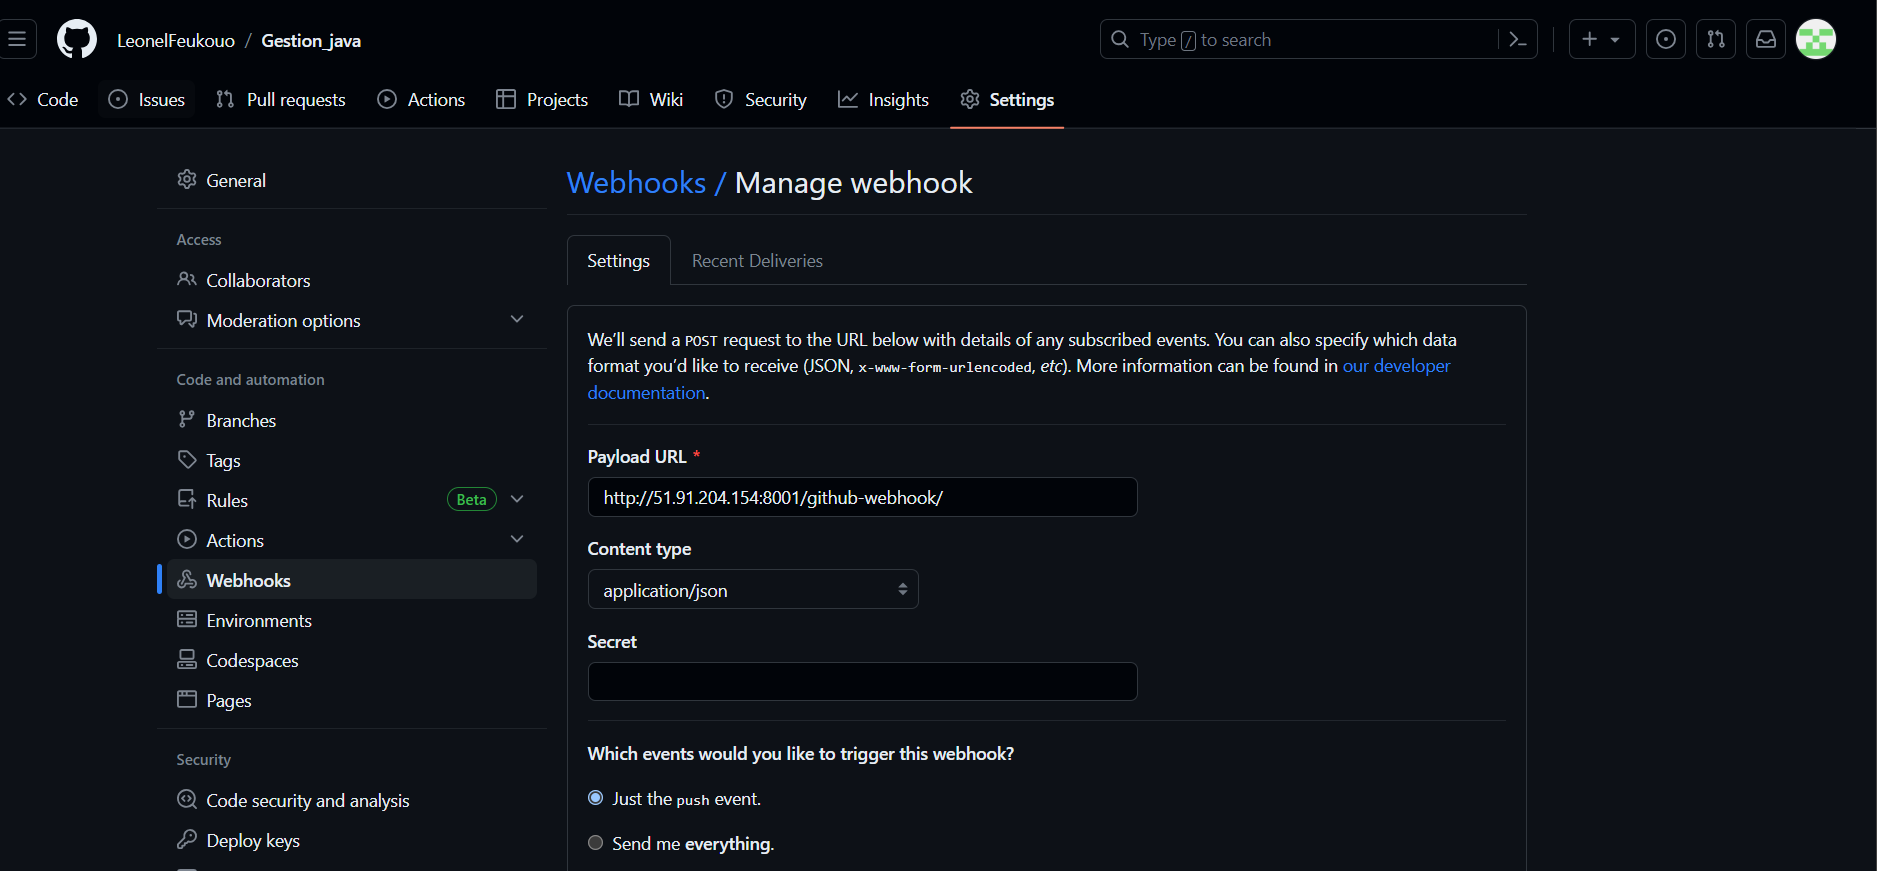 LeonelFeukouo / Gestion_java
Type / to search
Code
Issues
Pull requests
Actions
Projects
Wiki
Security
Insights
Settings
General
Access
Collaborators
Moderation options
Code and automation
Branches
Tags
Rules Beta
Actions
Webhooks
Environments
Codespaces
Pages
Security
Code security and analysis
Deploy keys
Webhooks / Manage webhook
Settings
Recent Deliveries
We’ll send a POST request to the URL below with details of any subscribed events. You can also specify which data
format you’d like to receive (JSON, x-www-form-urlencoded, etc). More information can be found in our developer
documentation.
Payload URL *
http://51.91.204.154:8001/github-webhook/
Content type
application/json
Secret
Which events would you like to trigger this webhook?
Just the push event.
Send me everything.